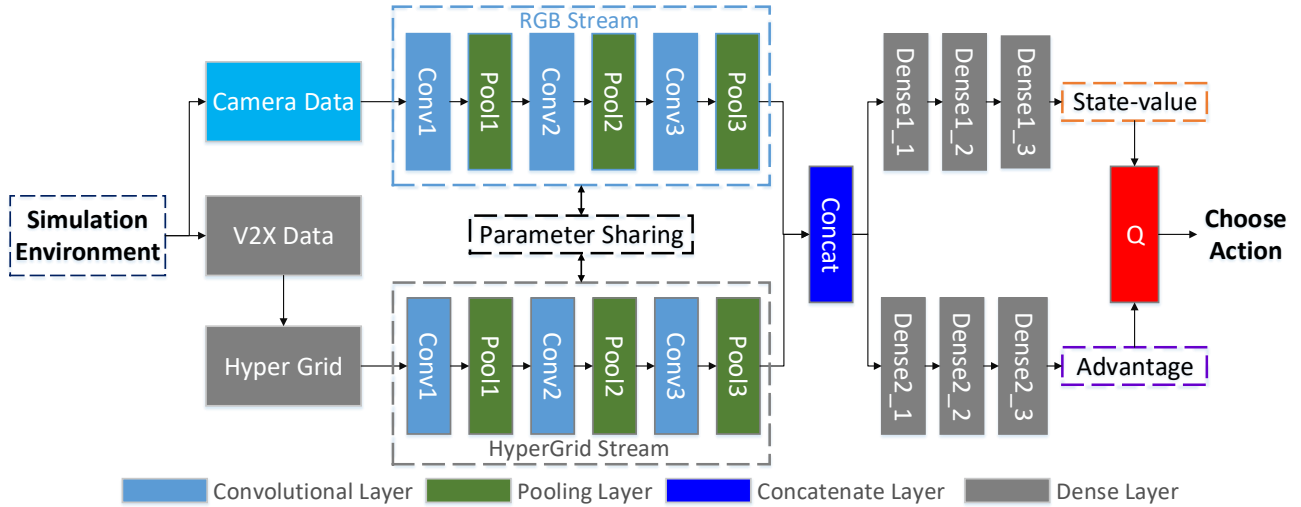 RGB Stream
Conv1
Pool1
Conv2
Pool2
Conv3
Pool3
Camera Data
Simulation
Environment
V2X Data
Hyper Grid
Parameter Sharing
Conv1
Pool1
Conv2
Pool2
Conv3
Pool3
HyperGrid Stream
Concat
Dense1_1
Dense1_2
Dense1_3
State-value
Dense2_1
Dense2_2
Dense2_3
Advantage
Q
Choose
Action
Convolutional Layer
Pooling Layer
Concatenate Layer
Dense Layer